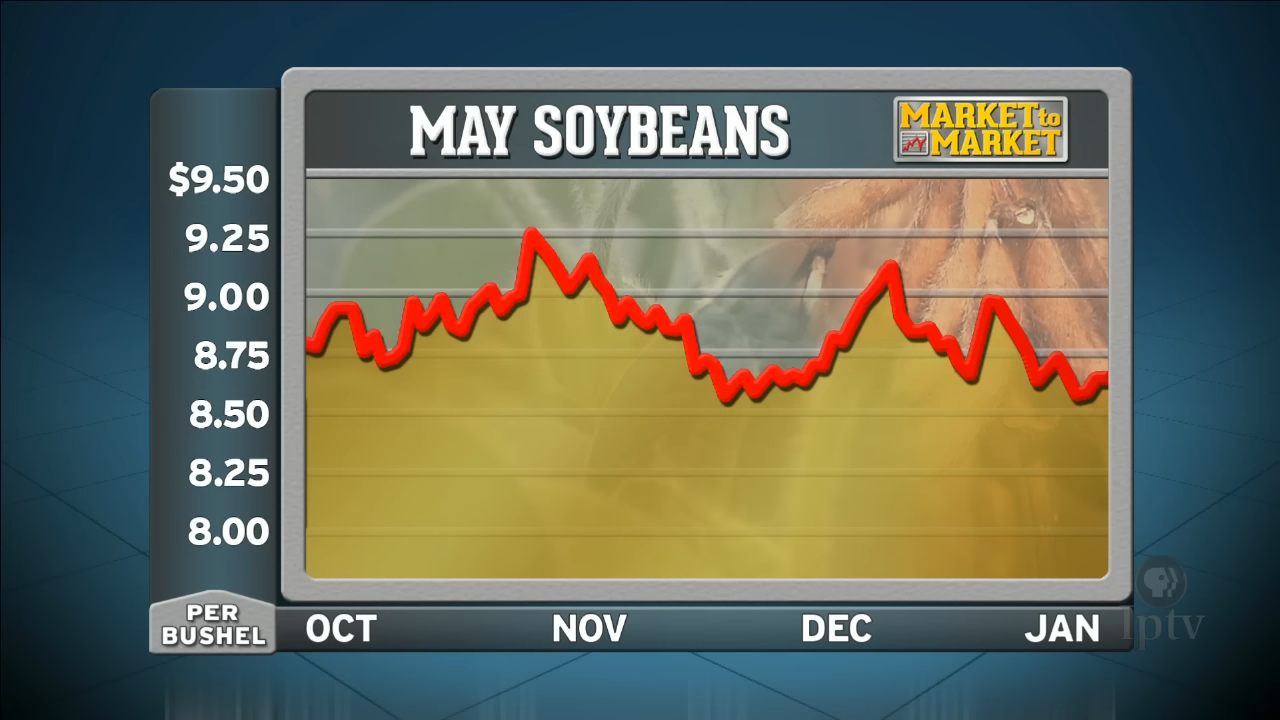 MAY SOYBEANS
MARKET to
MARKET
$9.50
9.25
9.00
8.75
8.50
8.25
8.00
PER
BUSHEL
OCT NOV DEC JAN
iptv